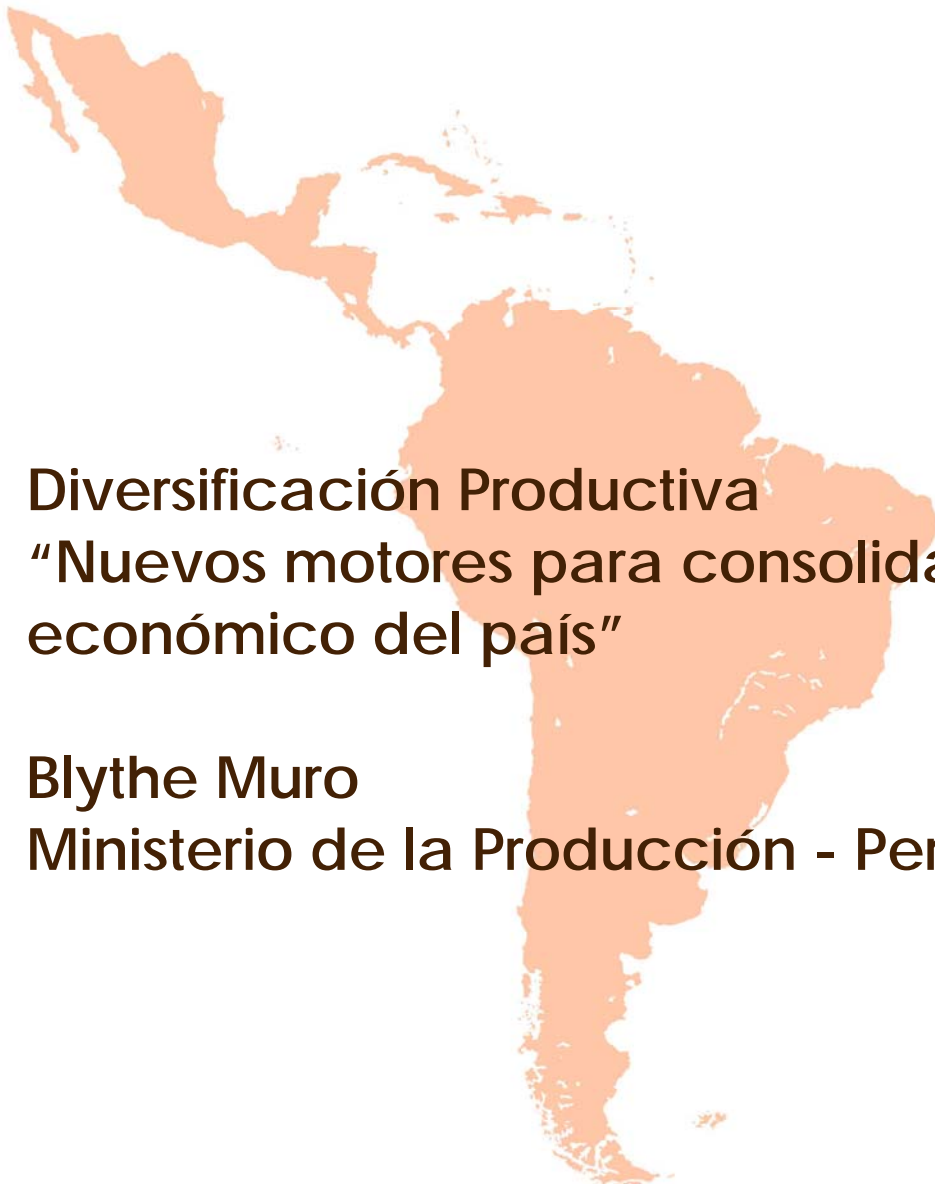 Diversificación Productiva
“Nuevos motores para consolida
económico del país”
Blythe Muro
Ministerio de la Producción - Per